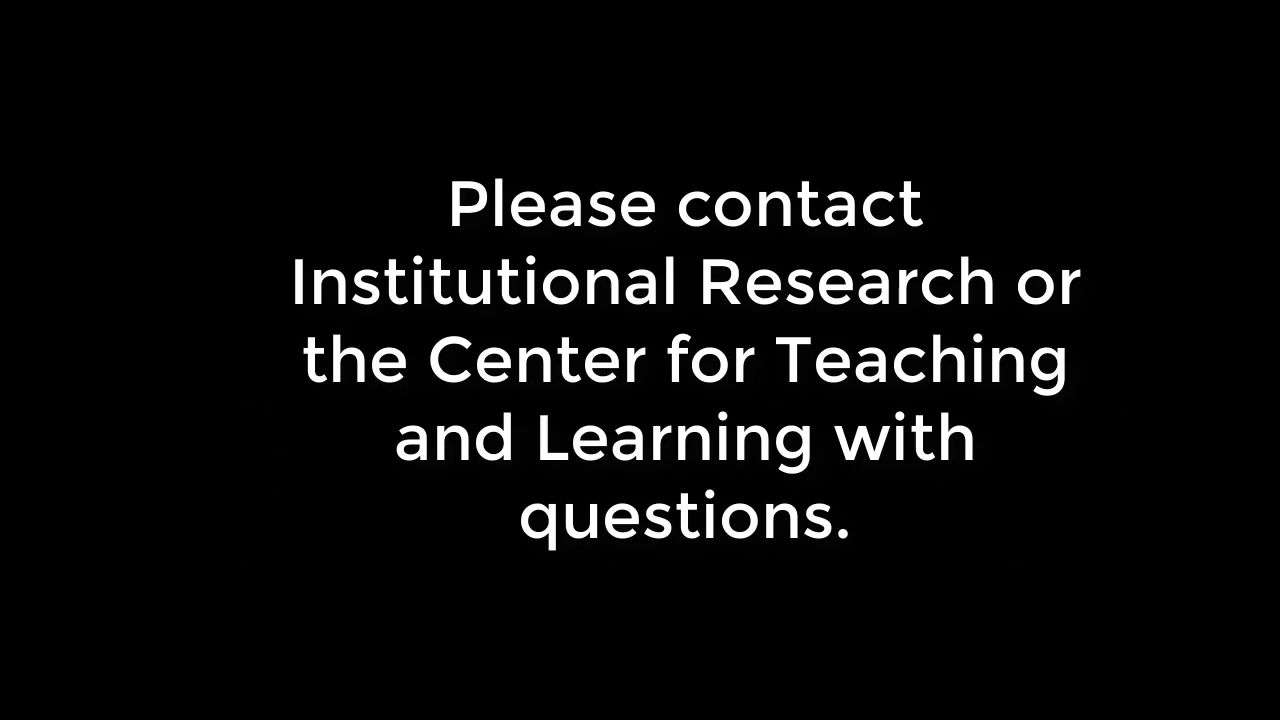 Please contact
Institutional Research or
the Center for Teaching
and Learning with
questions.